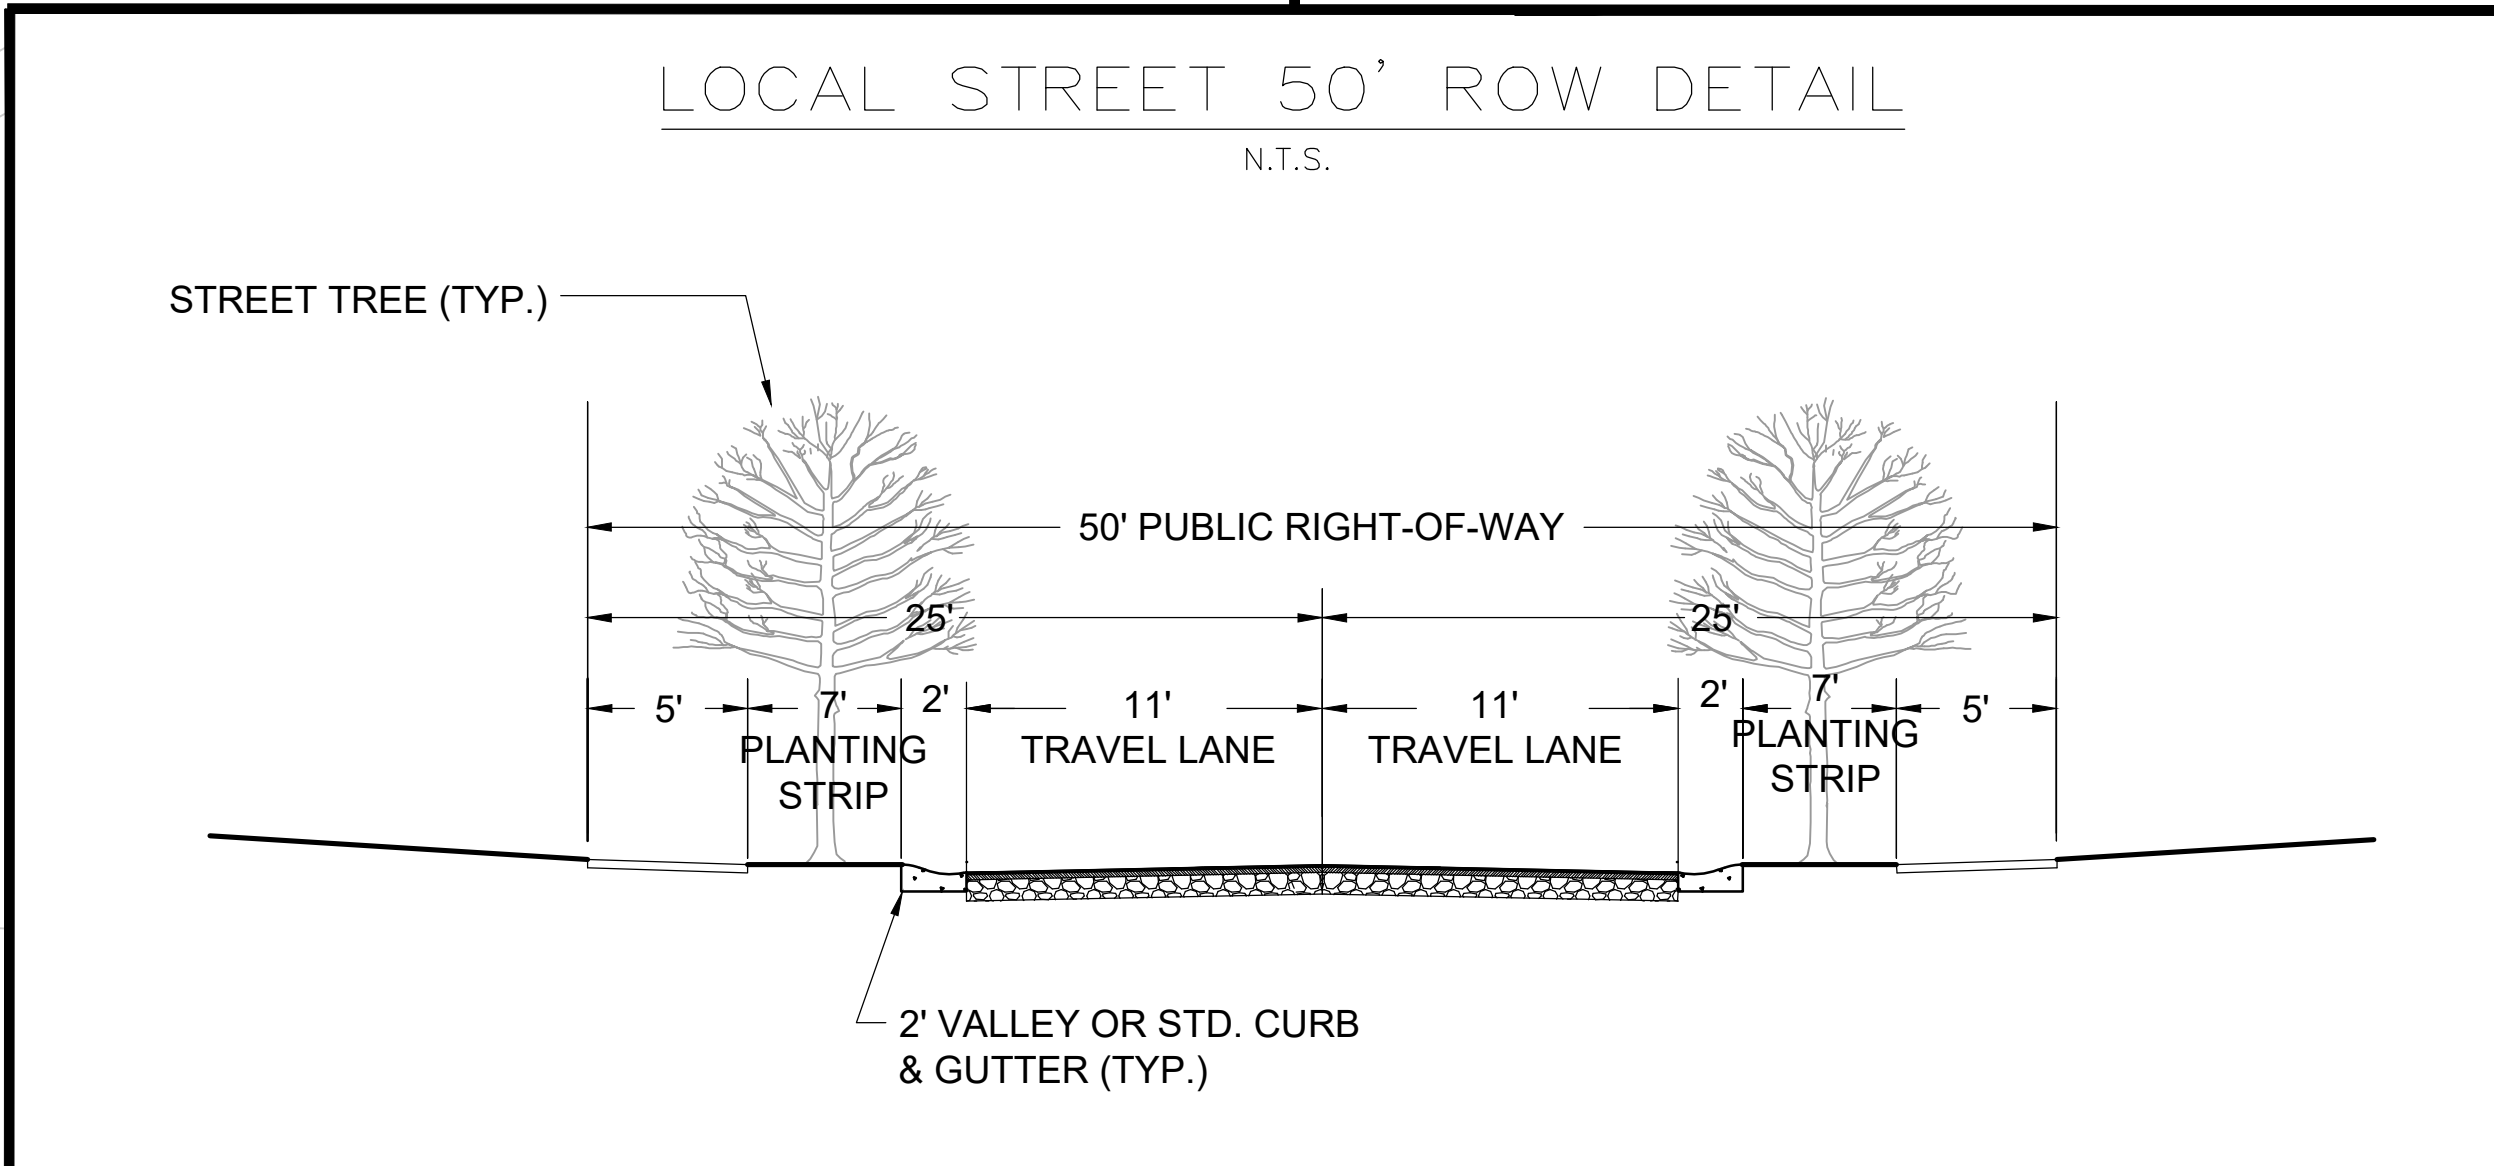 LOCAL STREET 50' ROW DETAIL
N.T.S.
STREET TREE (TYP.)
50' PUBLIC RIGHT-OF-WAY
25' 25'
5' 7' 2' 11' 11' 2' 7' 5'
PLANTING TRAVEL LANE TRAVEL LANE PLANTING
STRIP STRIP
2' VALLEY OR STD. CURB
& GUTTER (TYP.)